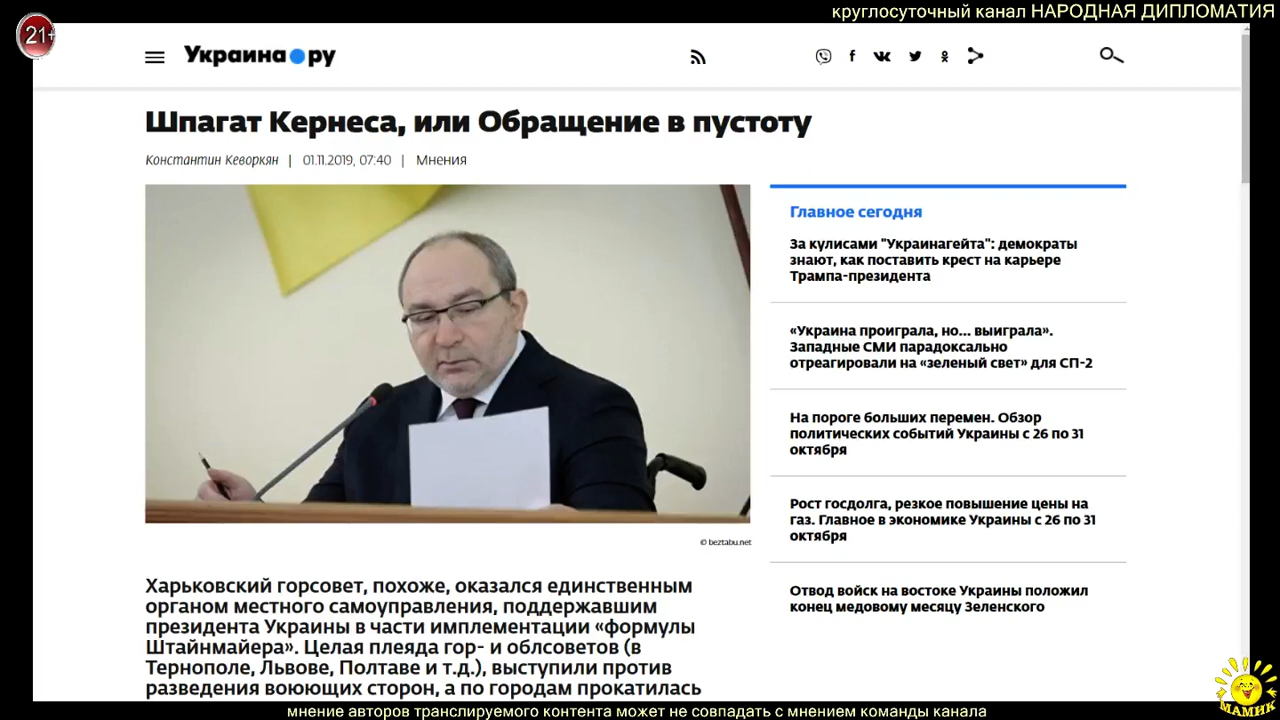 круглосуточный канал НАРОДНАЯ ДИПЛОМАТИЯ
21+
Украина.ру
Шпагат Кернеса, или Обращение в пустоту
Константин Кеворкян | 01.11.2019, 07:40 | Мнения
© beztabu.net
Харьковский горсовет, похоже, оказался единственным
органом местного самоуправления, поддержавшим
президента Украины в части имплементации «формулы
Штайнмайера». Целая плеяда гор- и облсоветов (в
Тернополе, Львове, Полтаве и т.д.), выступили против
разведения воюющих сторон, а по городам прокатилась
Главное сегодня
За кулисами "Украинагейта": демократы
знают, как поставить крест на карьере
Трампа-президента
«Украина проиграла, но... выиграла».
Западные СМИ парадоксально
отреагировали на «зеленый свет» для СП-2
На пороге больших перемен. Обзор
политических событий Украины с 26 по 31
октября
Рост госдолга, резкое повышение цены на
газ. Главное в экономике Украины с 26 по 31
октября
Отвод войск на востоке Украины положил
конец медовому месяцу Зеленского
МАМИК
мнение авторов транслируемого контента может не совпадать с мнением команды канала